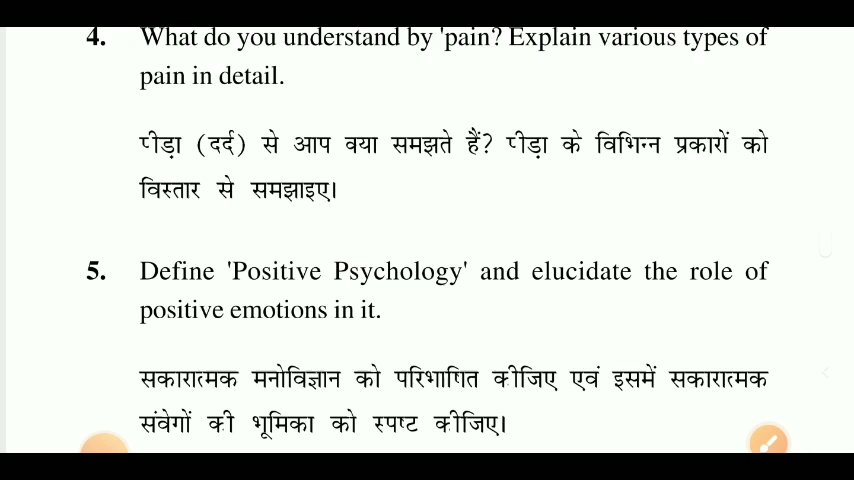 4. What do you understand by 'pain? Explain various types of
pain in detail.
पीड़ा (दर्द) से आप क्या समझते हैं? पीड़ा के विभिन्न प्रकारों को
विस्तार से समझाइए।
5. Define 'Positive Psychology' and elucidate the role of
positive emotions in it.
सकारात्मक मनोविज्ञान को परिभाषित कीजिए एवं इसमें सकारात्मक
संवेगों की भूमिका को स्पष्ट कीजिए।